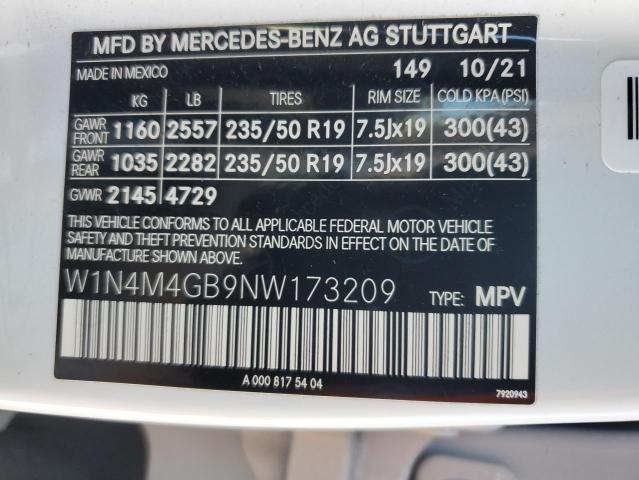 MFD BY MERCEDES-BENZ AG STUTTGART
MADE IN MEXICO 149 10/21
KG LB TIRES RIM SIZE COLD KPA(PSI)
GAWR FRONT 1160 2557 235/50 R19 7.5Jx19 300(43)
GAWR REAR 1035 2282 235/50 R19 7.5Jx19 300(43)
GVWR 2145 4729
THIS VEHICLE CONFORMS TO ALL APPLICABLE FEDERAL MOTOR VEHICLE
SAFETY AND THEFT PREVENTION STANDARDS IN EFFECT ON THE DATE
OF MANUFACTURE SHOWN ABOVE.
W1N4M4GB9NW173209 TYPE: MPV
A 000 817 54 04
7920943